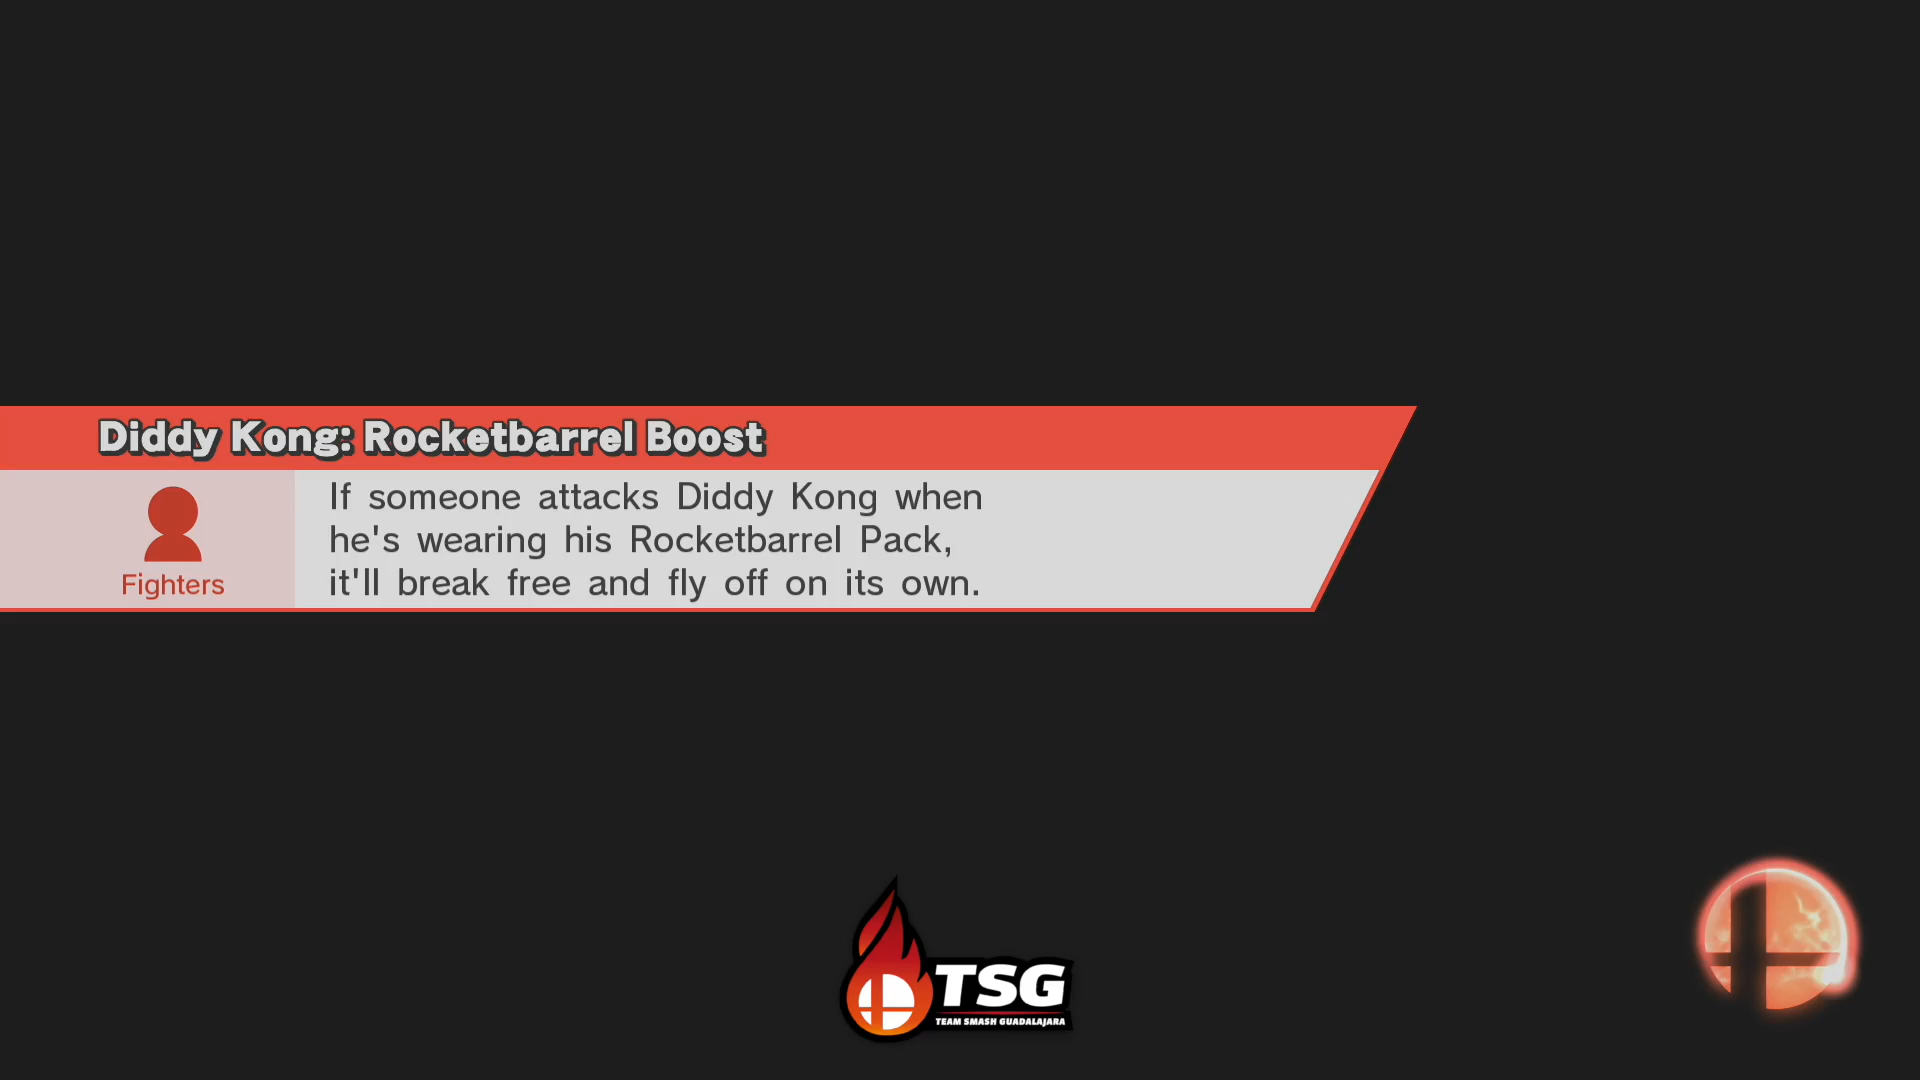 Diddy Kong: Rocketbarrel Boost
If someone attacks Diddy Kong when
he's wearing his Rocketbarrel Pack,
it'll break free and fly off on its own.
Fighters
TSG
TEAM SMASH GUADALAJARA